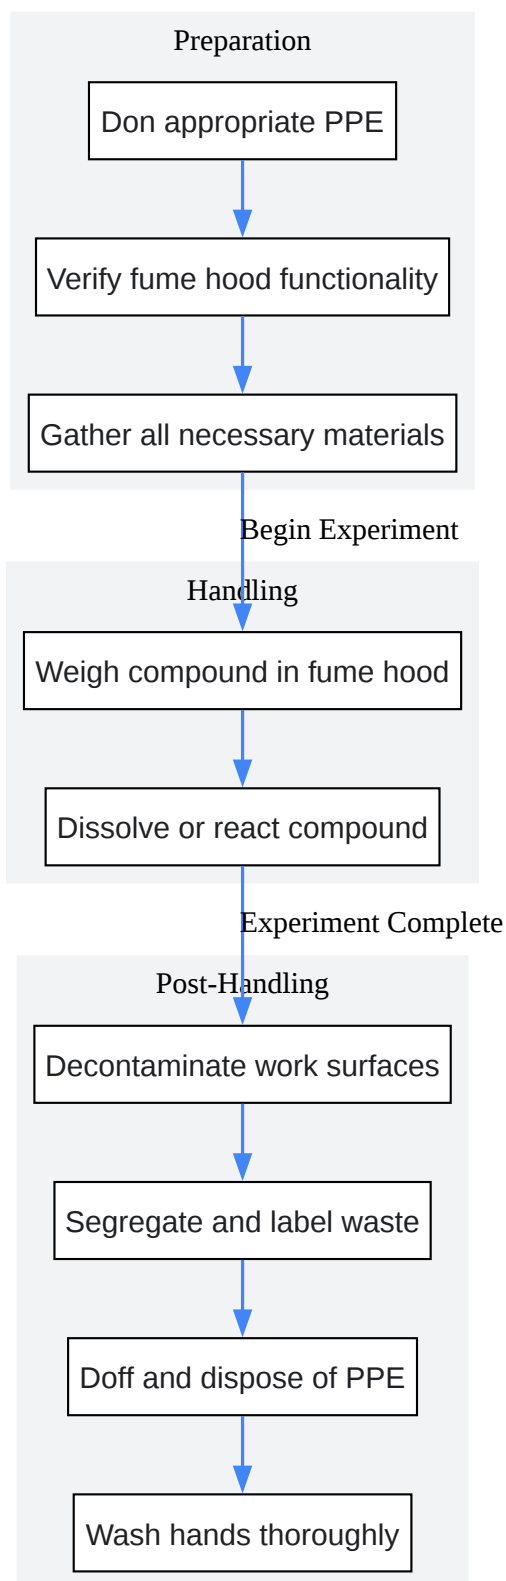 Preparation
Don appropriate PPE
Verify fume hood functionality
Gather all necessary materials
Begin Experiment
Handling
Weigh compound in fume hood
Dissolve or react compound
Experiment Complete
Post-Handling
Decontaminate work surfaces
Segregate and label waste
Doff and dispose of PPE
Wash hands thoroughly